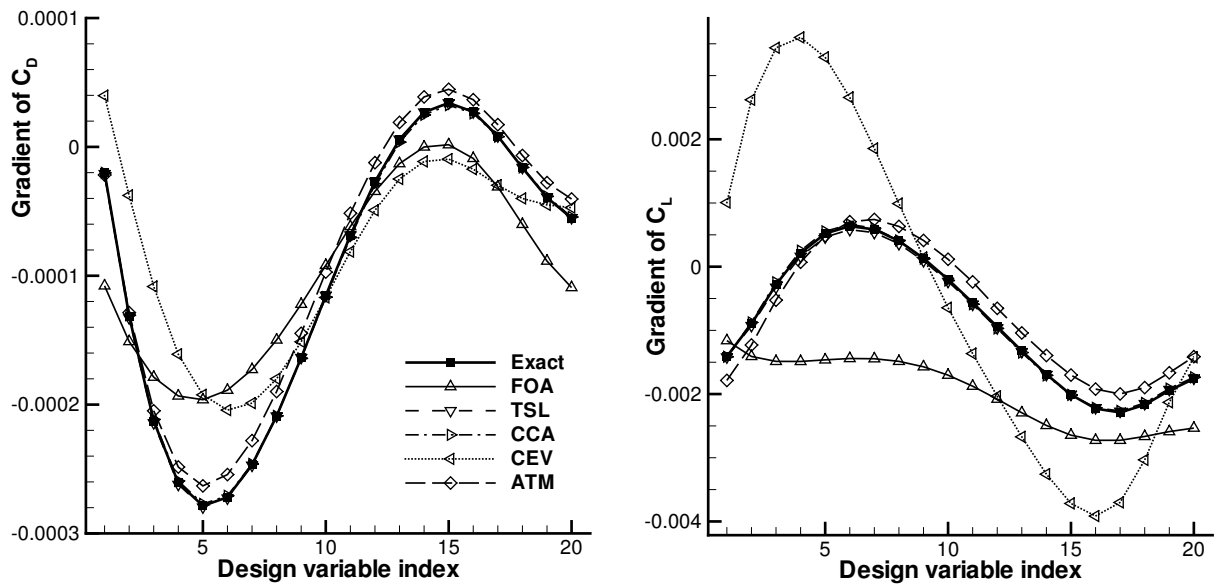 0.0001
0
-0.0001
-0.0002
-0.0003
Gradient of C_D
5
10
15
20
Design variable index
Exact
FOA
TSL
CCA
CEV
ATM
0.002
0
-0.002
-0.004
Gradient of C_L
5
10
15
20
Design variable index